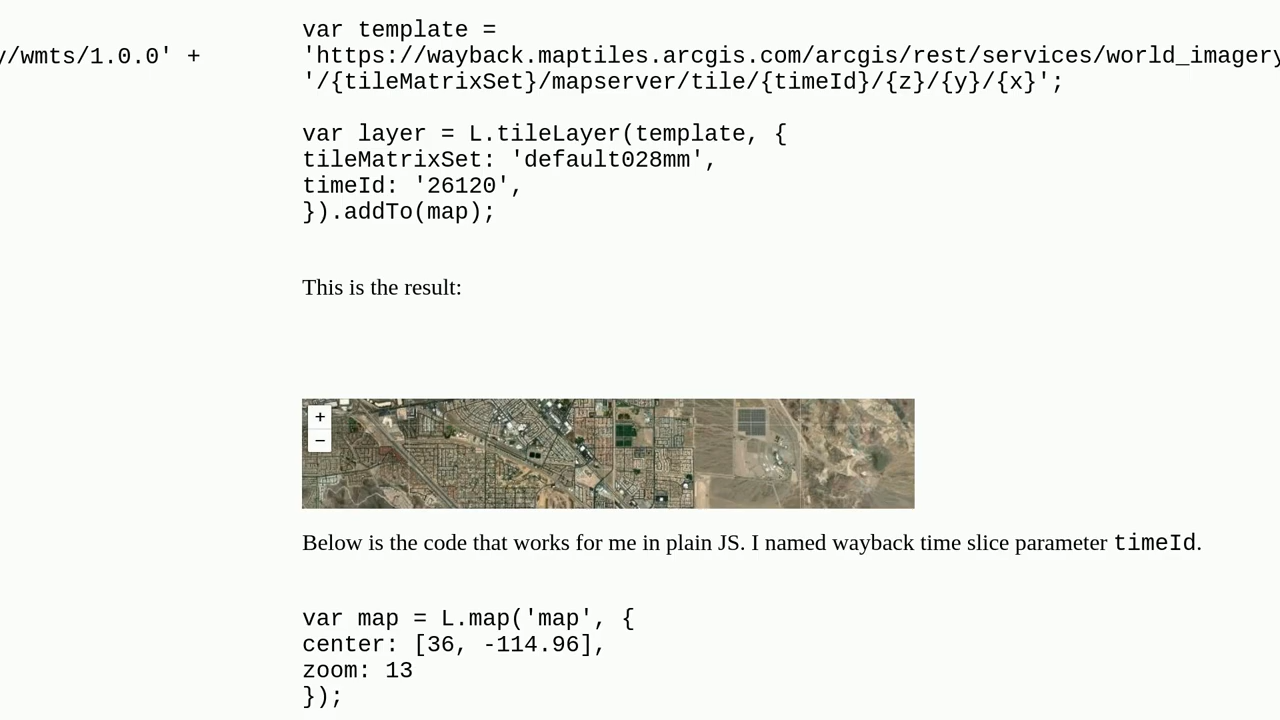 var template =
'https://wayback.maptiles.arcgis.com/arcgis/rest/services/world_imagery/wmts/1.0.0' +
'/{tileMatrixSet}/mapserver/tile/{timeId}/{z}/{y}/{x}';
var layer = L.tileLayer(template, {
tileMatrixSet: 'default028mm',
timeId: '26120',
}).addTo(map);
This is the result:
+
−
Below is the code that works for me in plain JS. I named wayback time slice parameter timeId.
var map = L.map('map', {
center: [36, -114.96],
zoom: 13
});